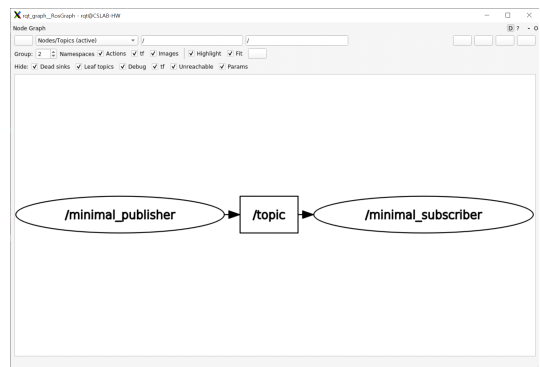 rqt_graph__RosGraph - rqt@CSLAB-HW
Node Graph
D ? - O
Nodes/Topics (active) / /
Group: 2 Namespaces Actions tf Images Highlight Fit
Hide: Dead sinks Leaf topics Debug tf Unreachable Params
/minimal_publisher /topic /minimal_subscriber